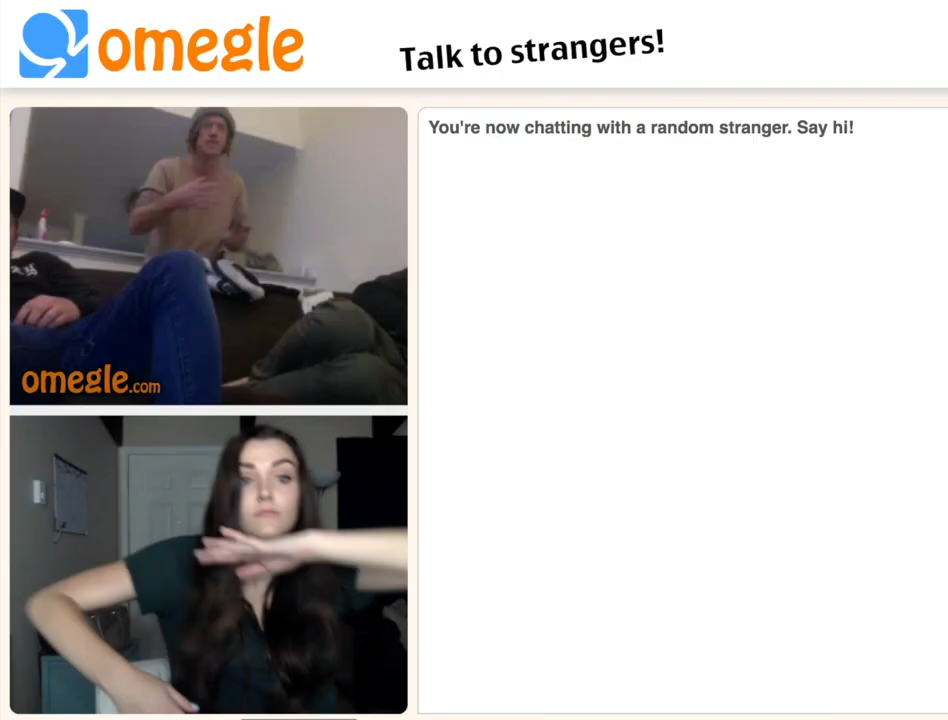 omegle
Talk to strangers!
You're now chatting with a random stranger. Say hi!
omegle.com